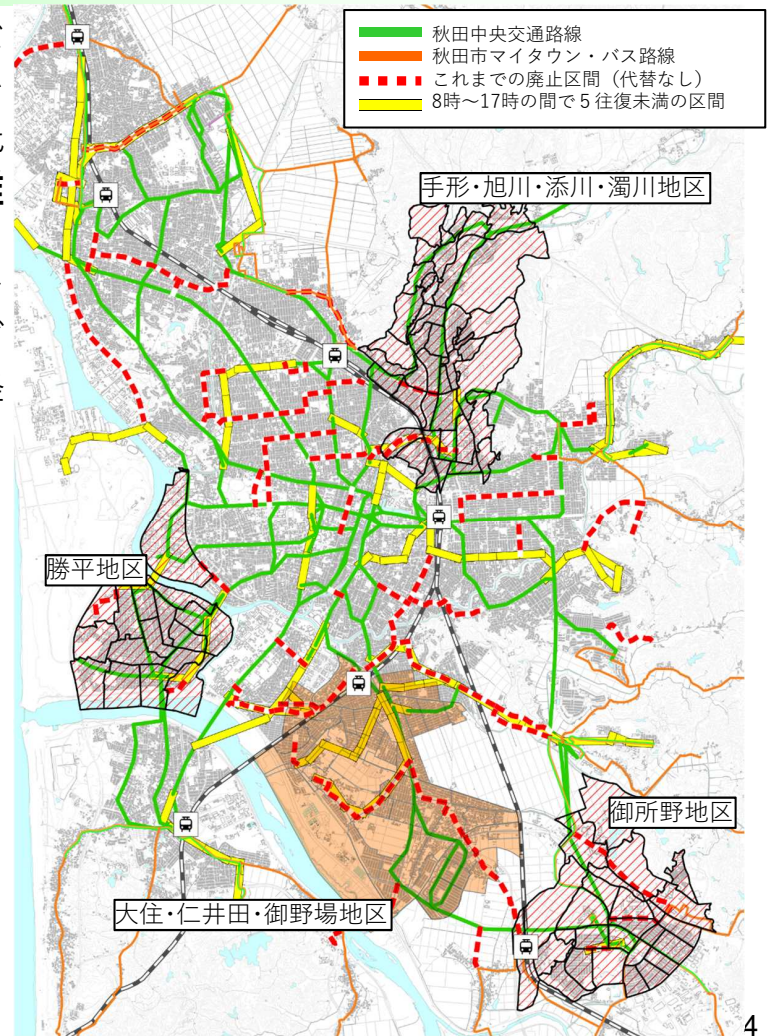 秋田中央交通路線
秋田市マイタウン・バス路線
これまでの廃止区間（代替なし）
8時～17時の間で５往復未満の区間
手形･旭川･添川･濁川地区
勝平地区
御所野地区
大住･仁井田･御野場地区
4